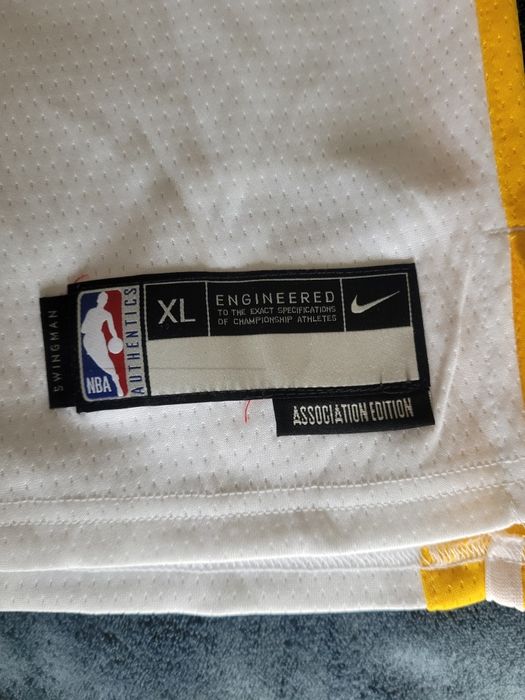 SWINGMAN
NBA
AUTHENTICS
XL
ENGINEERED
TO THE EXACT SPECIFICATIONS
OF CHAMPIONSHIP ATHLETES
ASSOCIATION EDITION